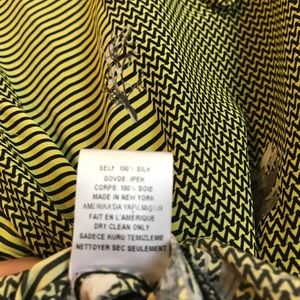 SELF 100% SILK
GOVDE IPEK
CORPS 100% SOIE
MADE IN NEW YORK
AMERIKA'DA YAPILMIŞTIR
FAIT EN L'AMÉRIQUE
DRY CLEAN ONLY
SADECE KURU TEMIZLEME
NETTOYER SEC SEULEMENT